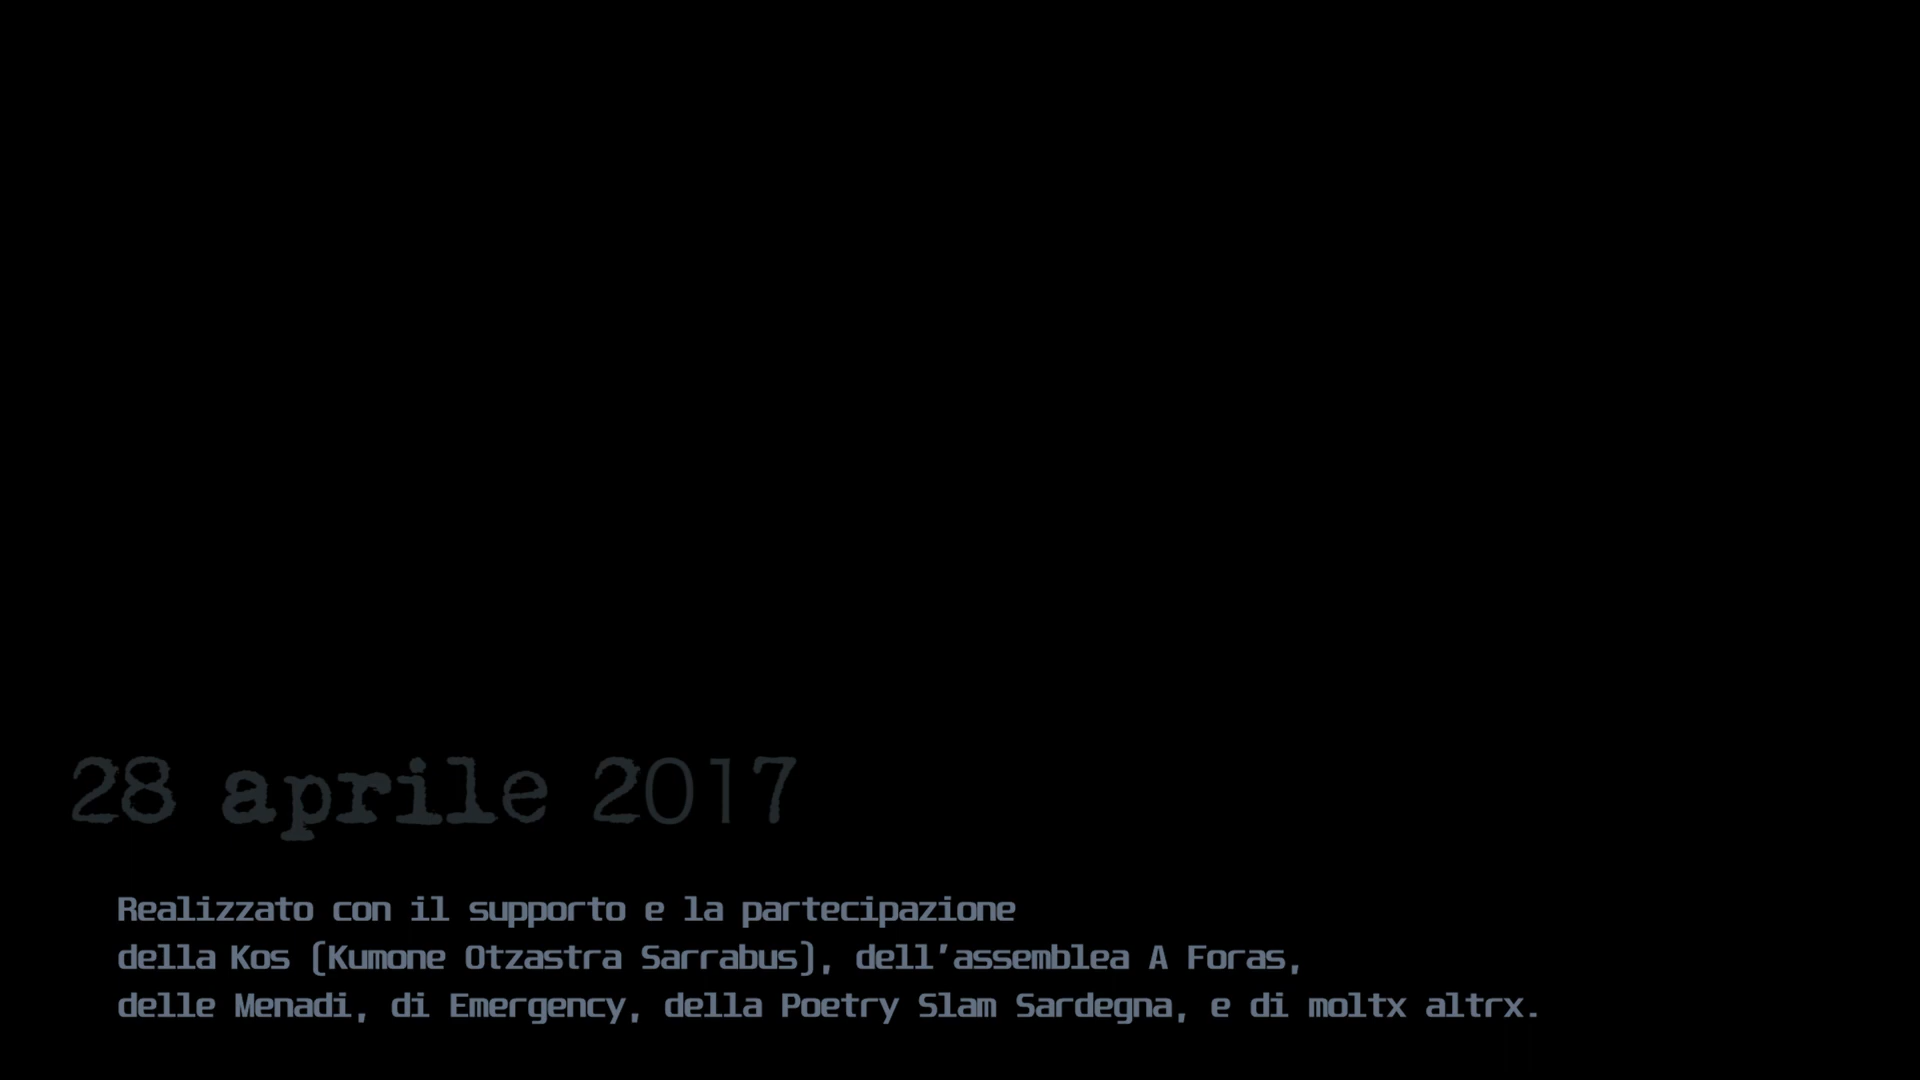 28 aprile 2017
Realizzato con il supporto e la partecipazione
della Kos (Kumone Otzastra Sarrabus), dell'assemblea A Foras,
delle Menadi, di Emergency, della Poetry Slam Sardegna, e di moltx altrx.